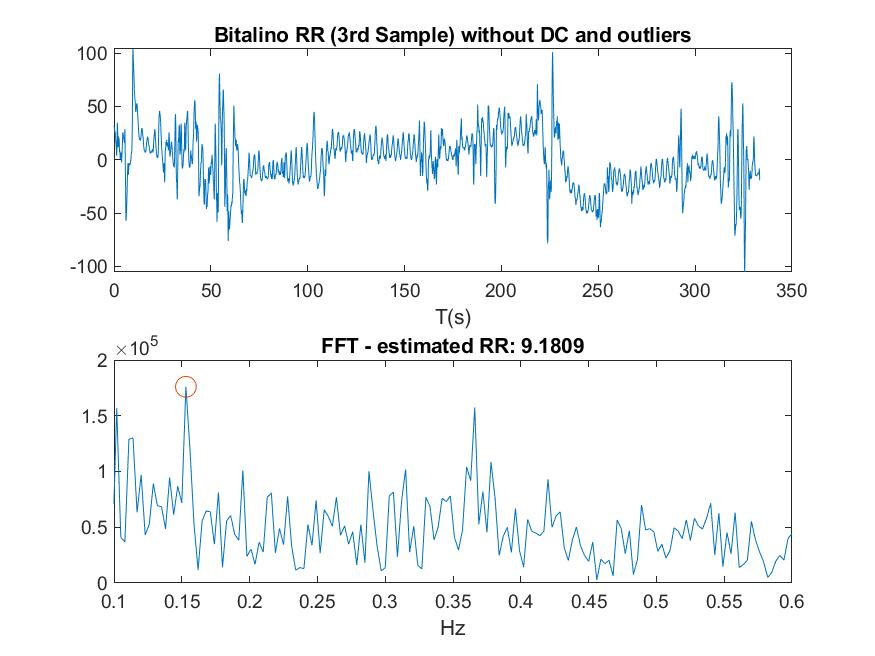 Bitalino RR (3rd Sample) without DC and outliers
100
50
0
-50
-100
0 50 100 150 200 250 300 350
T(s)
×10⁵
FFT - estimated RR: 9.1809
2
1.5
1
0.5
0
0.1 0.15 0.2 0.25 0.3 0.35 0.4 0.45 0.5 0.55 0.6
Hz